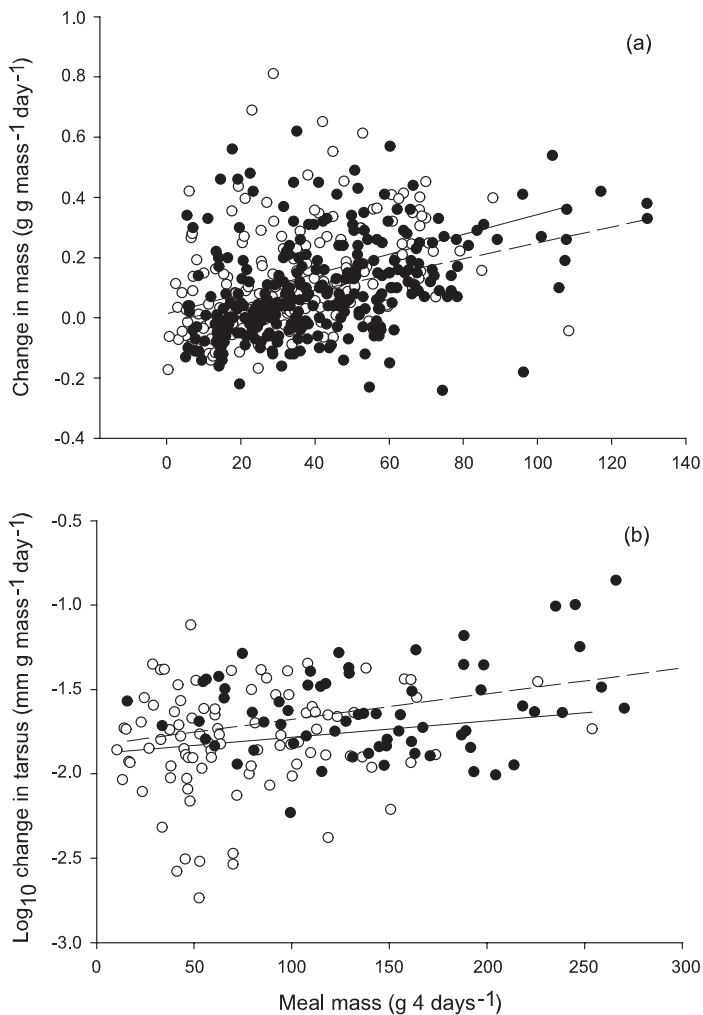 (a)
Change in mass (g g mass-1 day-1)
1.0
0.8
0.6
0.4
0.2
0.0
-0.2
-0.4
0 20 40 60 80 100 120 140
(b)
Log10 change in tarsus (mm g mass-1 day-1)
-0.5
-1.0
-1.5
-2.0
-2.5
-3.0
0 50 100 150 200 250 300
Meal mass (g 4 days-1)